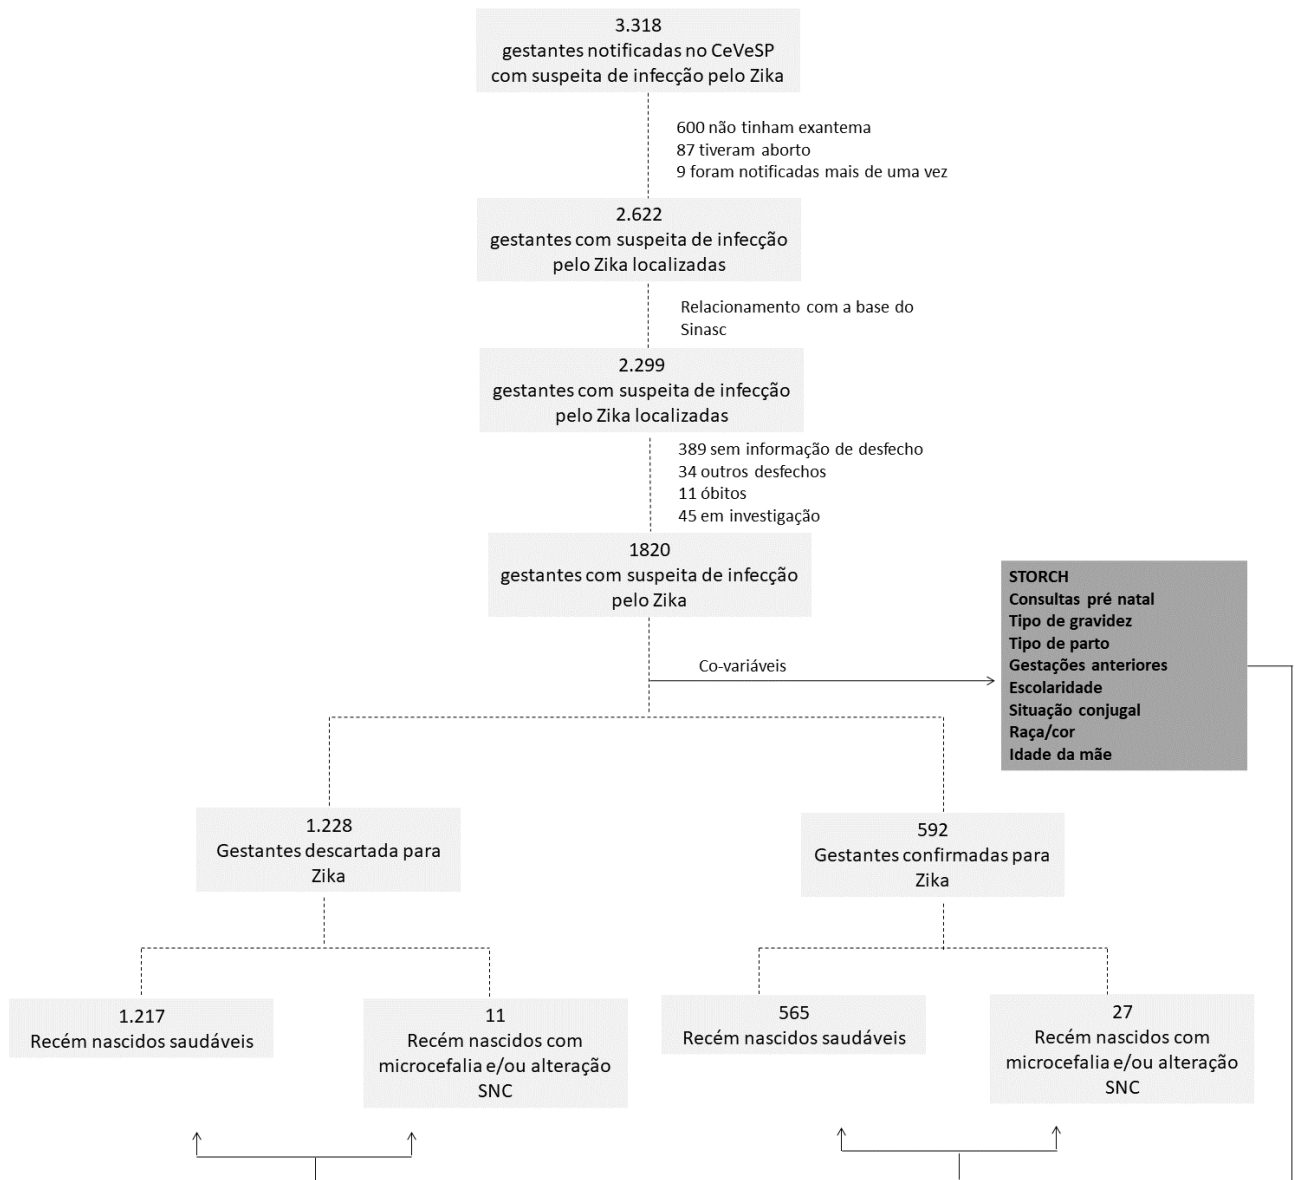 3.318
gestantes notificadas no CeVeSP
com suspeita de infecção pelo Zika
600 não tinham exantema
87 tiveram aborto
9 foram notificadas mais de uma vez
2.622
gestantes com suspeita de infecção
pelo Zika localizadas
Relacionamento com a base do
Sinasc
2.299
gestantes com suspeita de infecção
pelo Zika localizadas
389 sem informação de desfecho
34 outros desfechos
11 óbitos
45 em investigação
1820
gestantes com suspeita de infecção
pelo Zika
Co-variáveis
STORCH
Consultas pré natal
Tipo de gravidez
Tipo de parto
Gestações anteriores
Escolaridade
Situação conjugal
Raça/cor
Idade da mãe
1.228
Gestantes descartada para
Zika
592
Gestantes confirmadas para
Zika
1.217
Recém nascidos saudáveis
11
Recém nascidos com
microcefalia e/ou alteração
SNC
565
Recém nascidos saudáveis
27
Recém nascidos com
microcefalia e/ou alteração
SNC